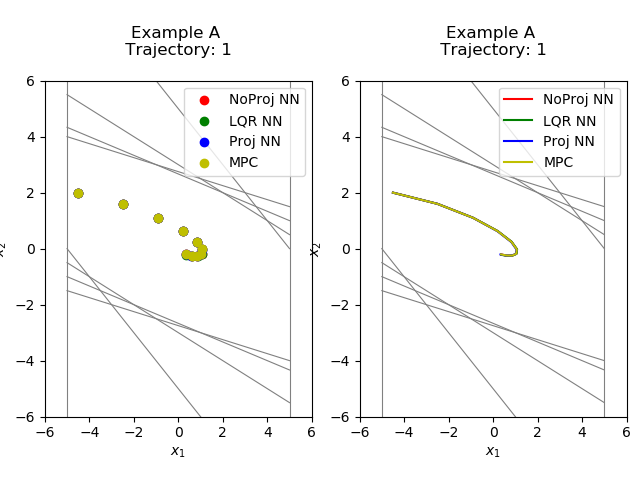 Example A
Trajectory: 1
6
4
2
0
−2
−4
−6
x2
−6
−4
−2
0
2
4
6
x1
NoProj NN
LQR NN
Proj NN
MPC
Example A
Trajectory: 1
6
4
2
0
−2
−4
−6
x2
−6
−4
−2
0
2
4
6
x1
NoProj NN
LQR NN
Proj NN
MPC